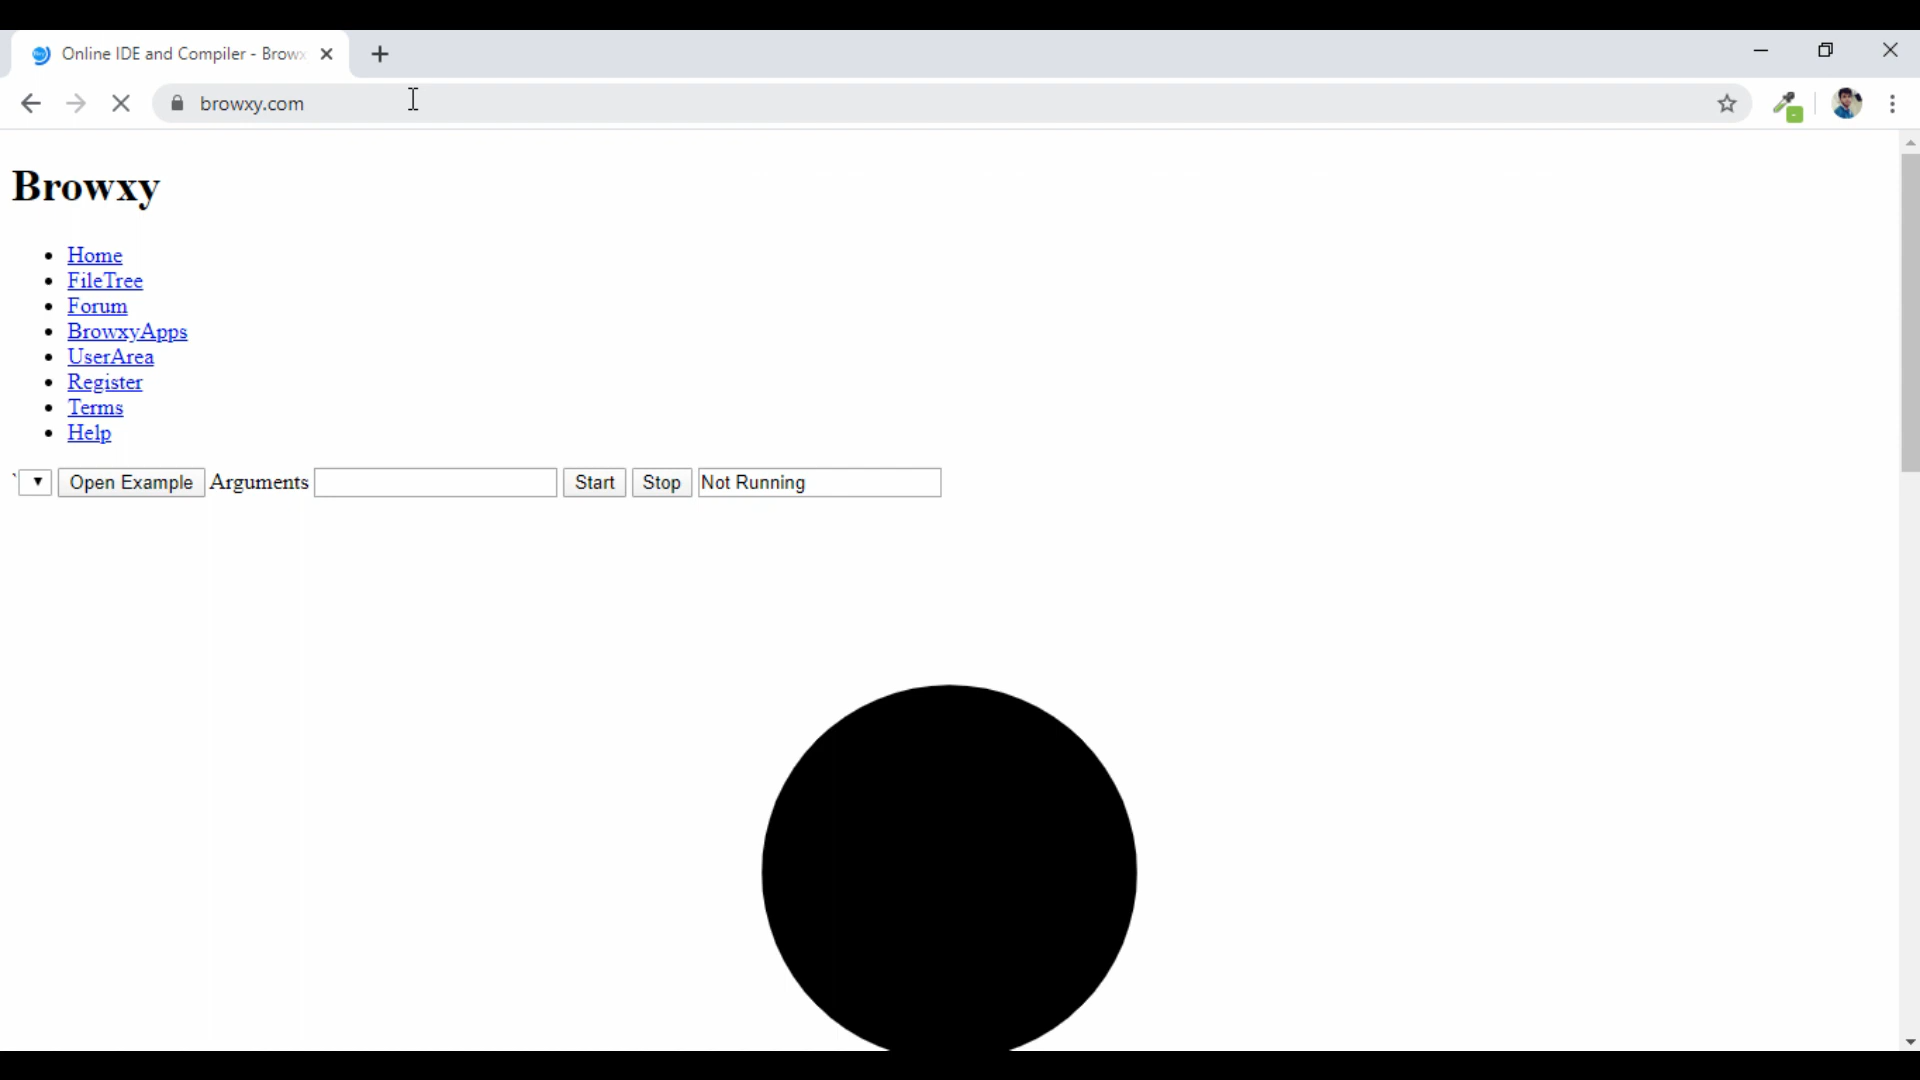 Online IDE and Compiler - Brow
browxy.com
Browxy
Home
FileTree
Forum
BrowxyApps
UserArea
Register
Terms
Help
` Open Example Arguments Start Stop Not Running